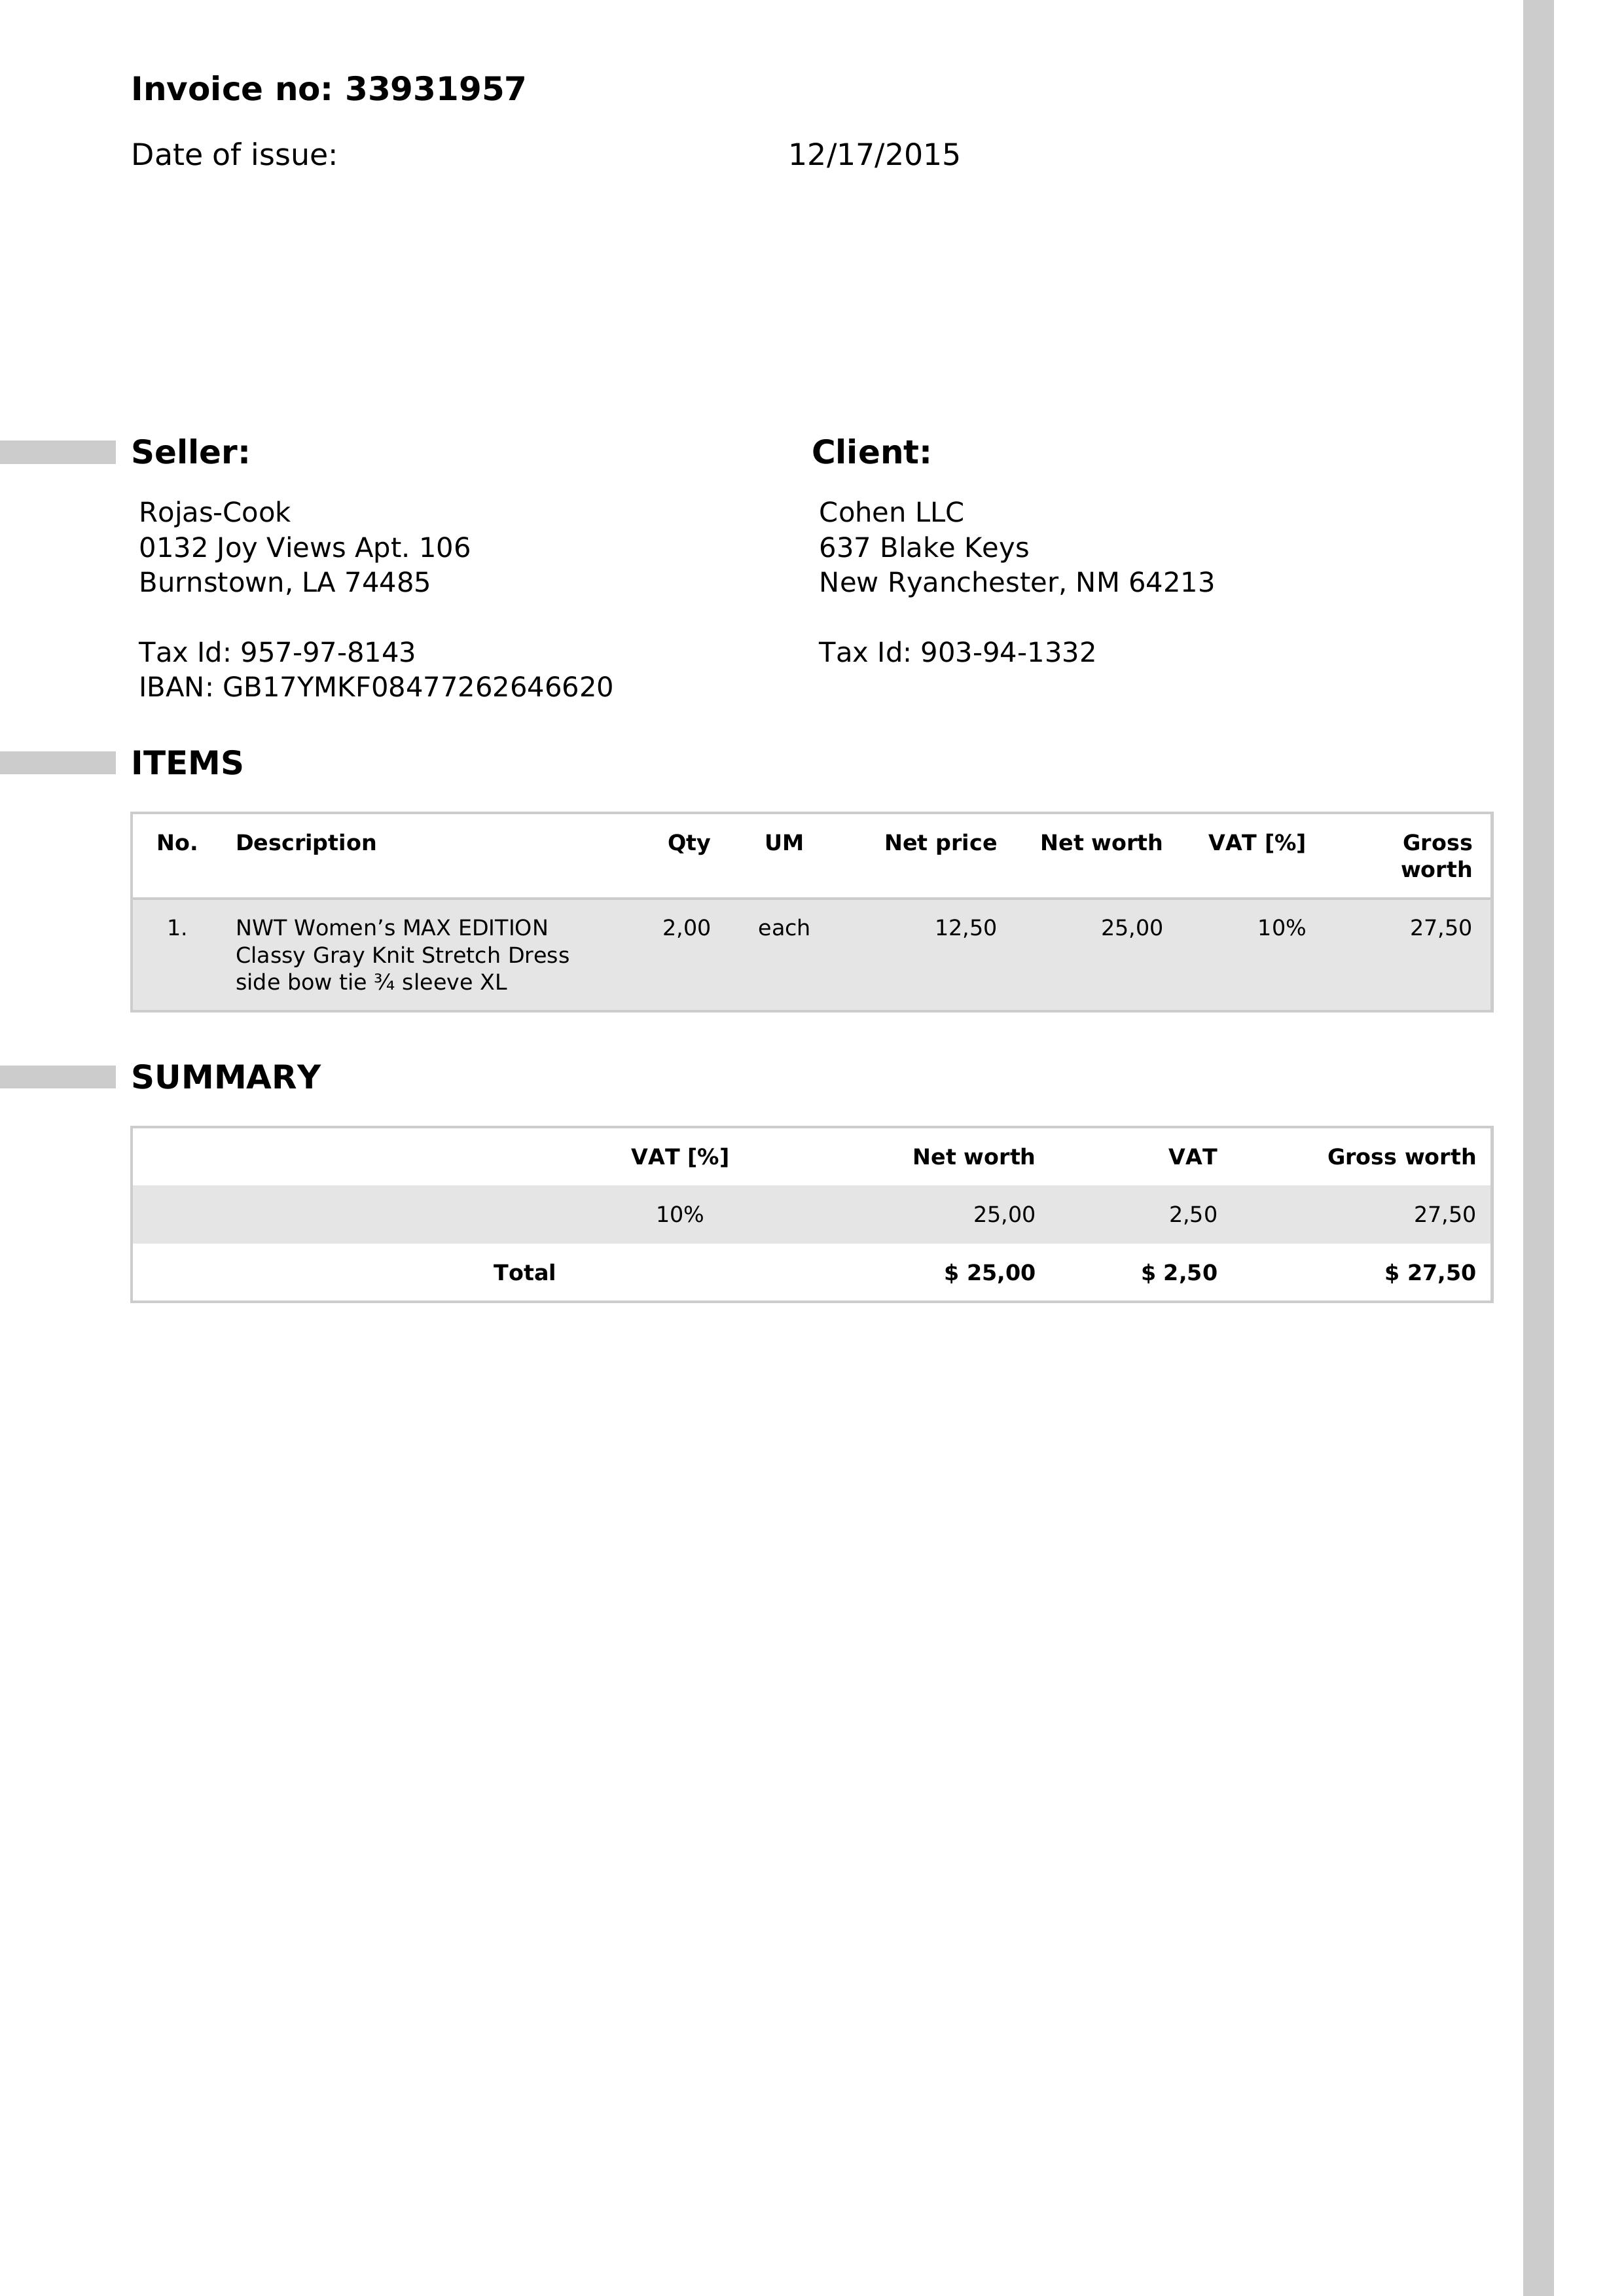 Invoice no: 33931957
Date of issue: 12/17/2015
Seller:
Rojas-Cook
0132 Joy Views Apt. 106
Burnstown, LA 74485
Tax Id: 957-97-8143
IBAN: GB17YMKF08477262646620
Client:
Cohen LLC
637 Blake Keys
New Ryanchester, NM 64213
Tax Id: 903-94-1332
ITEMS
No. Description Qty UM Net price Net worth VAT [%] Gross
worth
1. NWT Women’s MAX EDITION 2,00 each 12,50 25,00 10% 27,50
Classy Gray Knit Stretch Dress
side bow tie ¾ sleeve XL
SUMMARY
VAT [%] Net worth VAT Gross worth
10% 25,00 2,50 27,50
Total $ 25,00 $ 2,50 $ 27,50